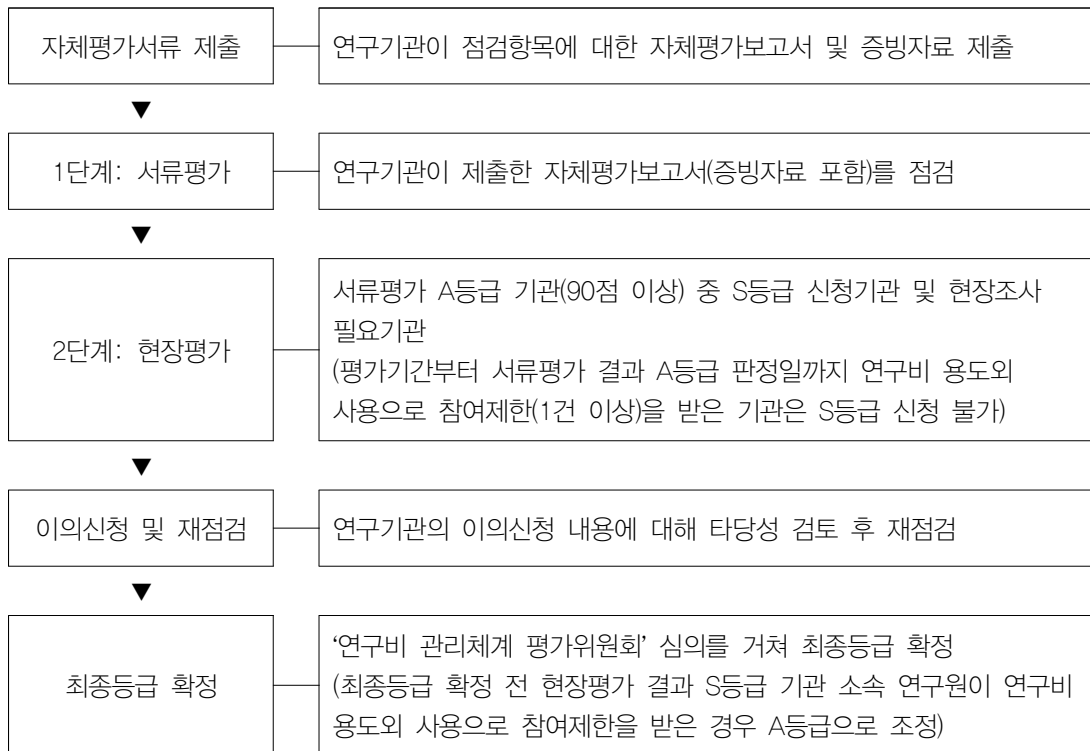 자체평가서류 제출
연구기관이 점검항목에 대한 자체평가보고서 및 증빙자료 제출
▼
1단계: 서류평가
연구기관이 제출한 자체평가보고서(증빙자료 포함)를 점검
▼
2단계: 현장평가
서류평가 A등급 기관(90점 이상) 중 S등급 신청기관 및 현장조사
필요기관
(평가기간부터 서류평가 결과 A등급 판정일까지 연구비 용도외
사용으로 참여제한(1건 이상)을 받은 기관은 S등급 신청 불가)
▼
이의신청 및 재점검
연구기관의 이의신청 내용에 대해 타당성 검토 후 재점검
▼
최종등급 확정
‘연구비 관리체계 평가위원회’ 심의를 거쳐 최종등급 확정
(최종등급 확정 전 현장평가 결과 S등급 기관 소속 연구원이 연구비
용도외 사용으로 참여제한을 받은 경우 A등급으로 조정)